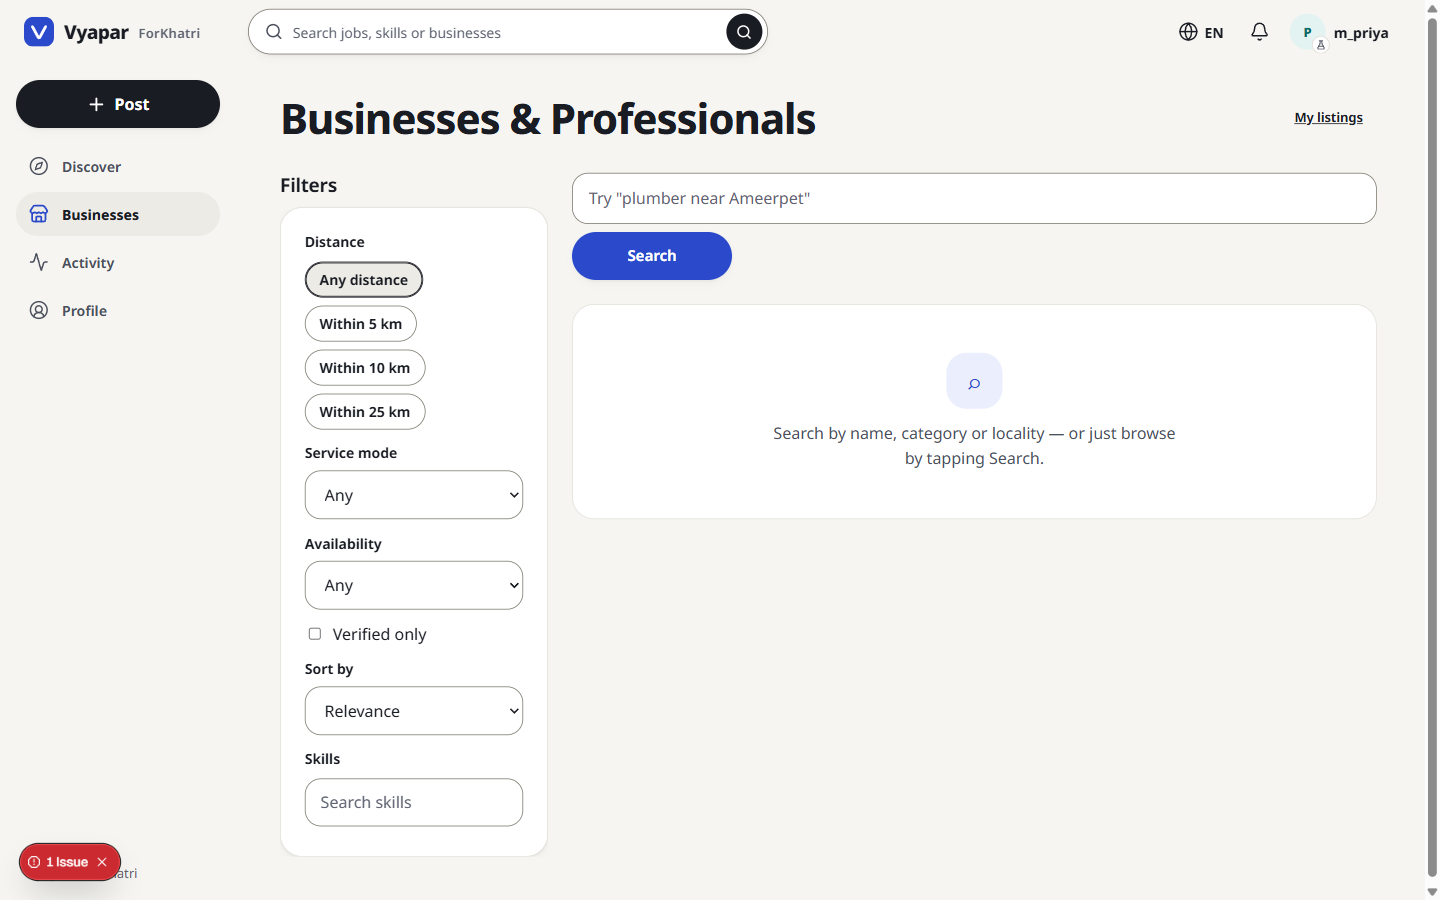 Vyapar ForKhatri
Search jobs, skills or businesses
EN
P
m_priya
Post
Discover
Businesses
Activity
Profile
Businesses & Professionals
My listings
Filters
Distance
Any distance
Within 5 km
Within 10 km
Within 25 km
Service mode
Any
Availability
Any
Verified only
Sort by
Relevance
Skills
Search skills
Try "plumber near Ameerpet"
Search
Search by name, category or locality — or just browse
by tapping Search.
1 Issue
atri